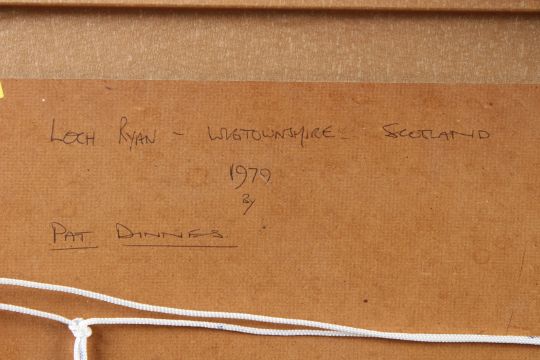 Loch Ryan - Wigtownshire - Scotland
1979
By
Pat Dinnes